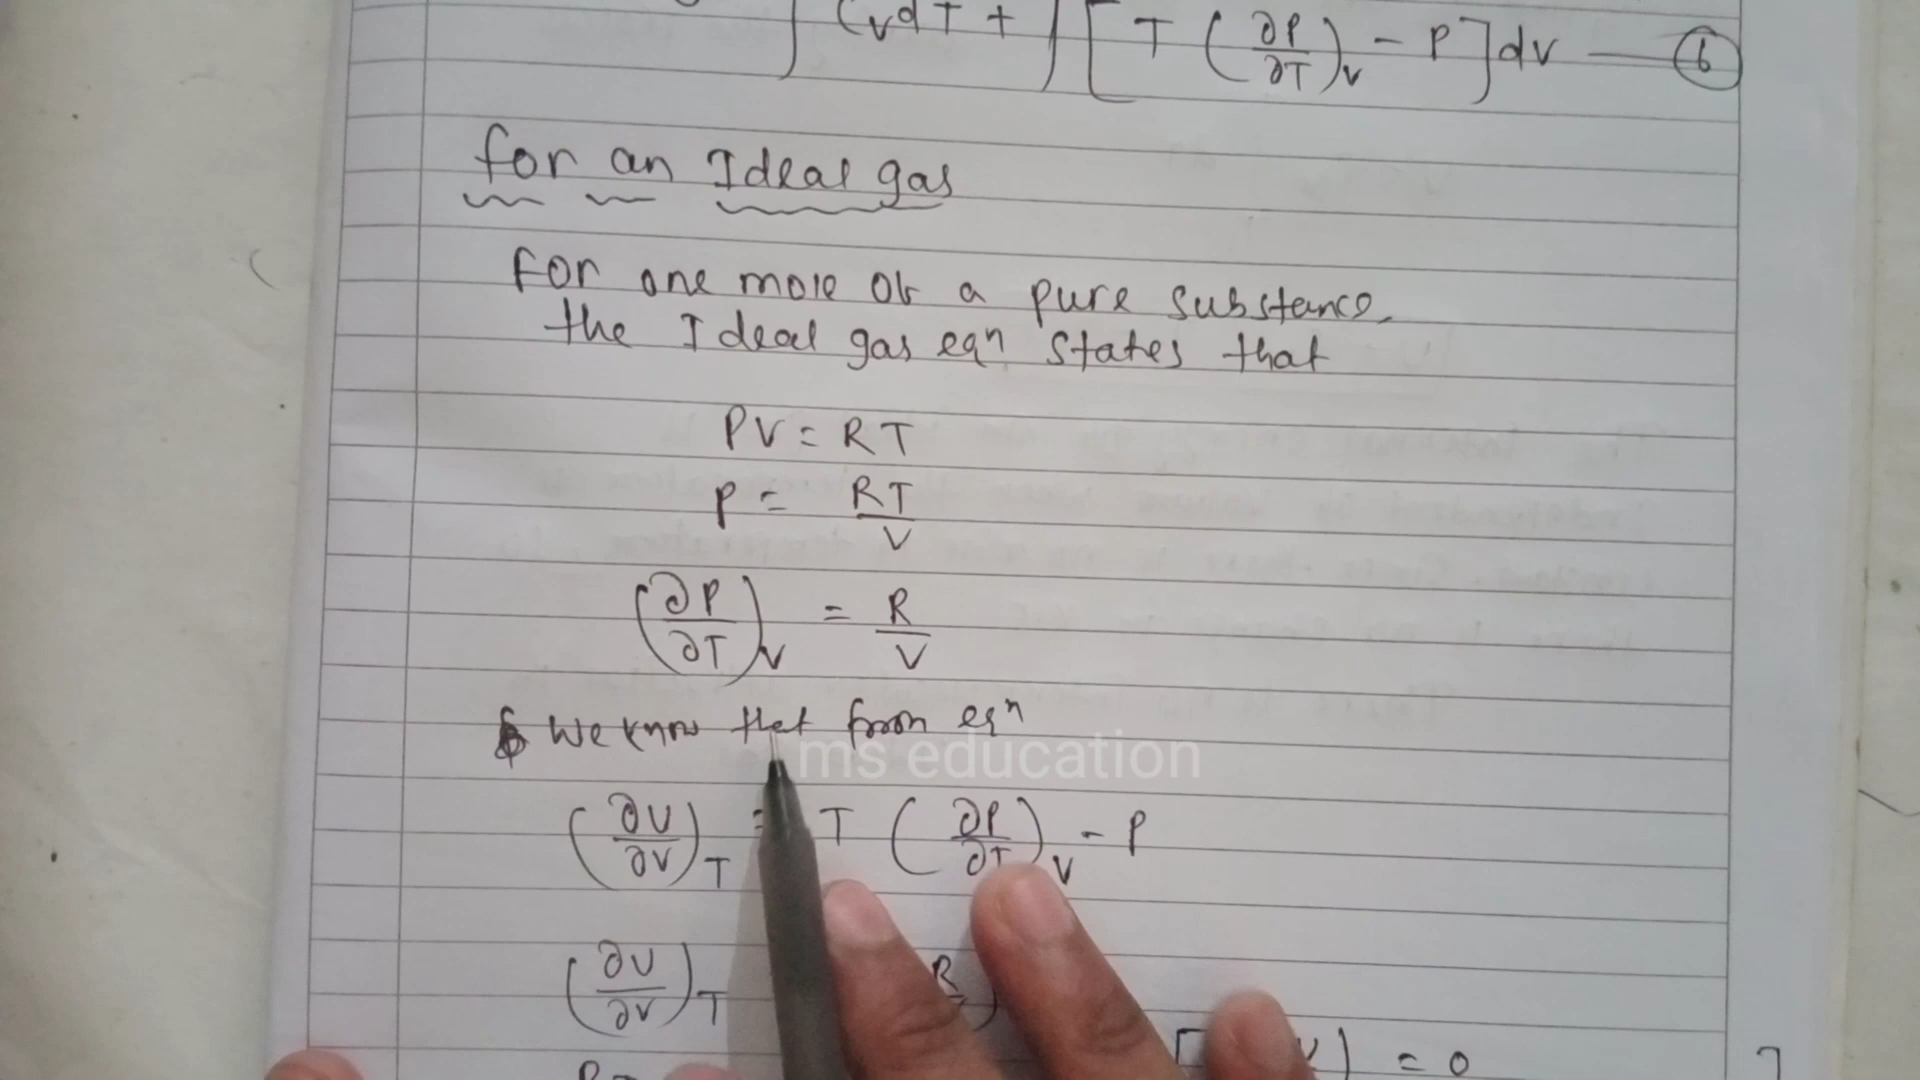 ∫ CvdT + ∫ [ T (∂P/∂T)v - P ] dv — ⑥
for an Ideal gas
For one mole of a pure substance.
the Ideal gas eqn states that
PV = RT
P = RT/V
(∂P/∂T)v = R/V
We know that from eqn
ms education
(∂U/∂V)T = T (∂P/∂T)v - P
(∂U/∂V)T R
= 0 ]